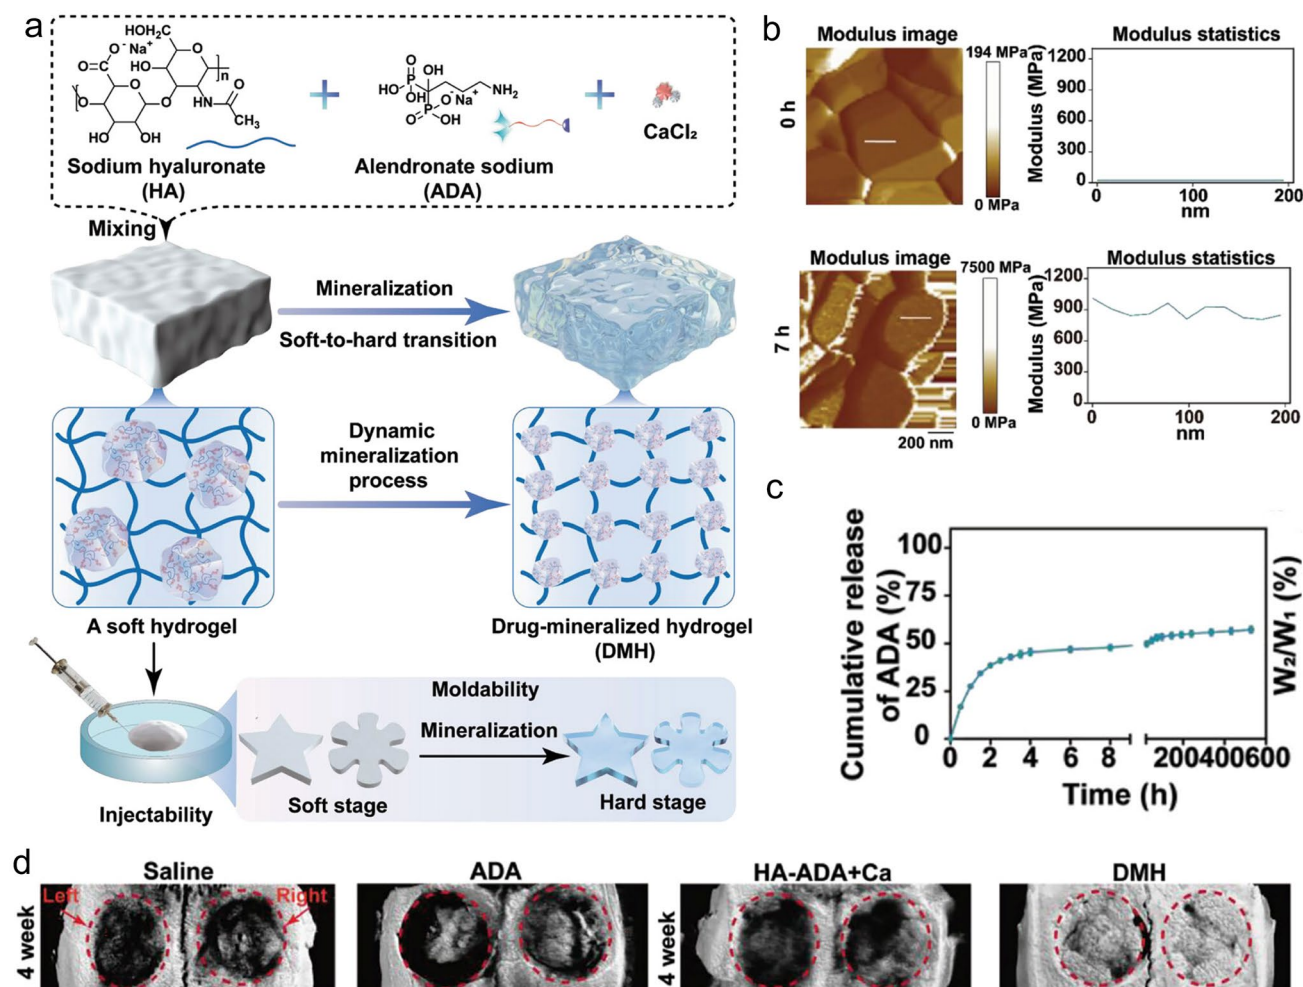 a
HOH₂C
O⁻ Na⁺
O
C
O
HO
O
n
O
O
HO
OH
NH
O
CH₃
Sodium hyaluronate
(HA)
O
OH
HO
P
OH
NH₂
O
P
O⁻ Na⁺
OH
Alendronate sodium
(ADA)
CaCl₂
Mixing
Mineralization
Soft-to-hard transition
Dynamic
mineralization
process
A soft hydrogel
Drug-mineralized hydrogel
(DMH)
Injectability
Moldability
Mineralization
Soft stage
Hard stage
b
Modulus image
194 MPa
0 MPa
0 h
Modulus statistics
Modulus (MPa)
1200
900
600
300
0
0
100
200
nm
Modulus image
7500 MPa
0 MPa
7 h
200 nm
Modulus statistics
Modulus (MPa)
1200
900
600
300
0
0
100
200
nm
c
Cumulative release
of ADA (%)
100
75
50
25
0
0 2 4 6 8 200400600
Time (h)
W₂/W₁ (%)
d
Saline
ADA
HA-ADA+Ca
DMH
4 week
Left
Right
4 week